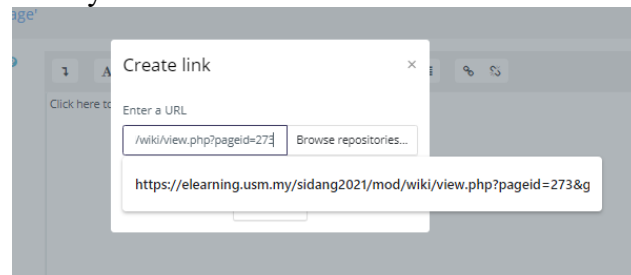 age'
Create link
×
Click here to
Enter a URL
/wiki/view.php?pageid=273
Browse repositories...
https://elearning.usm.my/sidang2021/mod/wiki/view.php?pageid=273&g